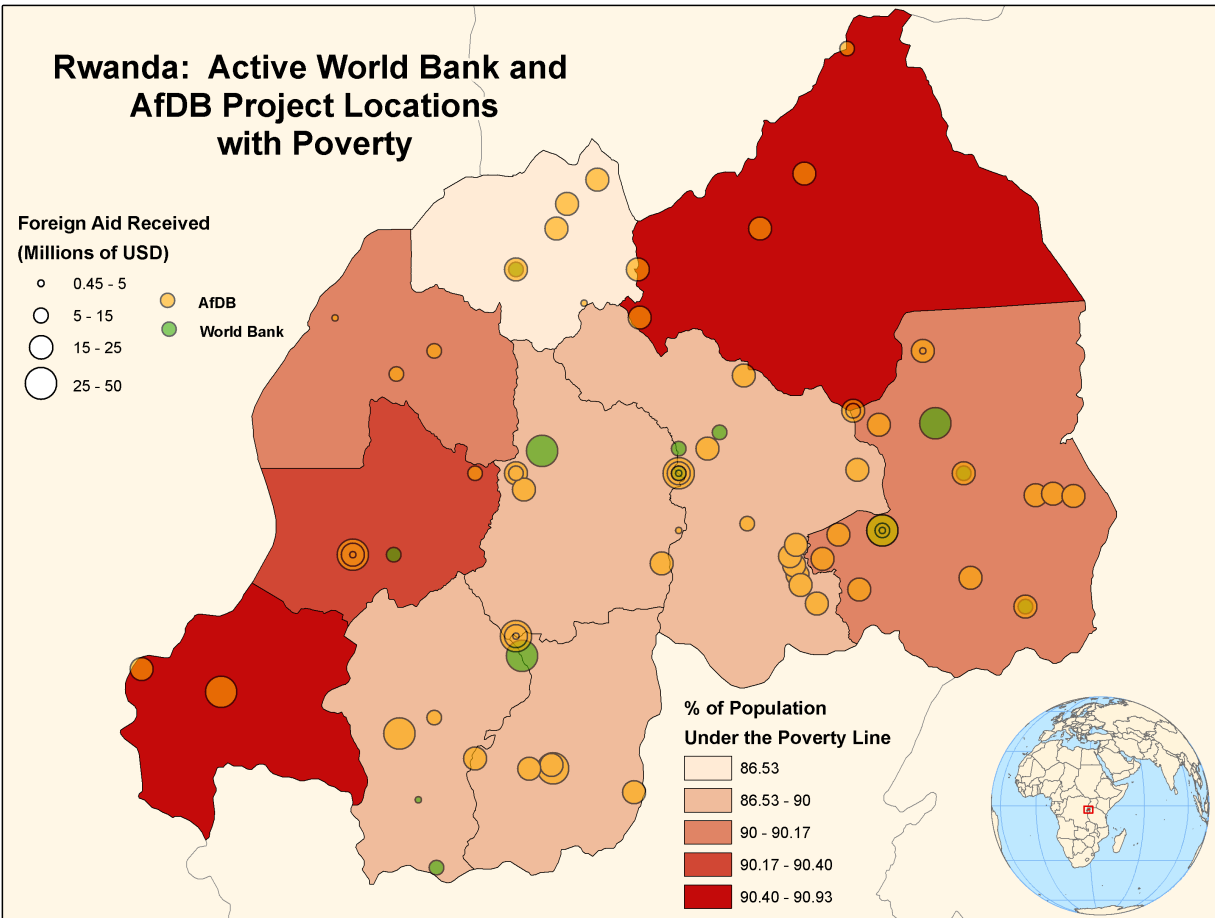 Rwanda:  Active World Bank and
AfDB Project Locations
with Poverty
Foreign Aid Received
(Millions of USD)
0.45 - 5
5 - 15
15 - 25
25 - 50
AfDB
World Bank
% of Population
Under the Poverty Line
86.53
86.53 - 90
90 - 90.17
90.17 - 90.40
90.40 - 90.93